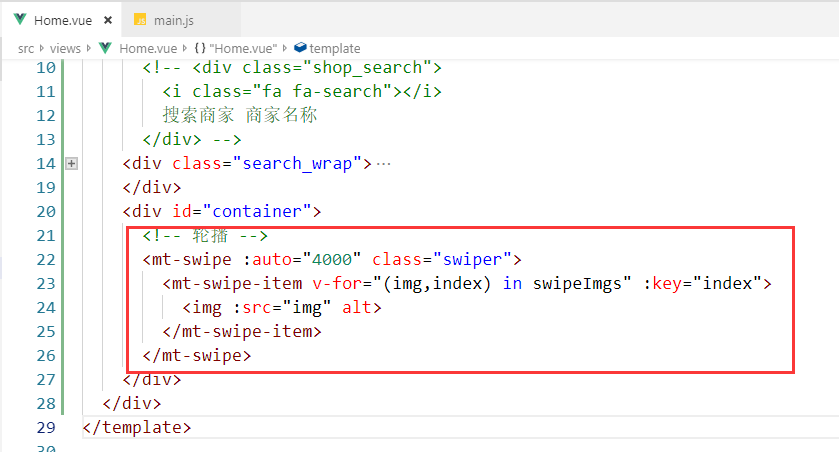 Home.vue × JS main.js
src views Home.vue {} "Home.vue" template
10 <!-- <div class="shop_search">
11 <i class="fa fa-search"></i>
12 搜索商家 商家名称
13 </div> -->
14 <div class="search_wrap">…
19 </div>
20 <div id="container">
21 <!-- 轮播 -->
22 <mt-swipe :auto="4000" class="swiper">
23 <mt-swipe-item v-for="(img,index) in swipeImgs" :key="index">
24 <img :src="img" alt>
25 </mt-swipe-item>
26 </mt-swipe>
27 </div>
28 </div>
29 </template>
30